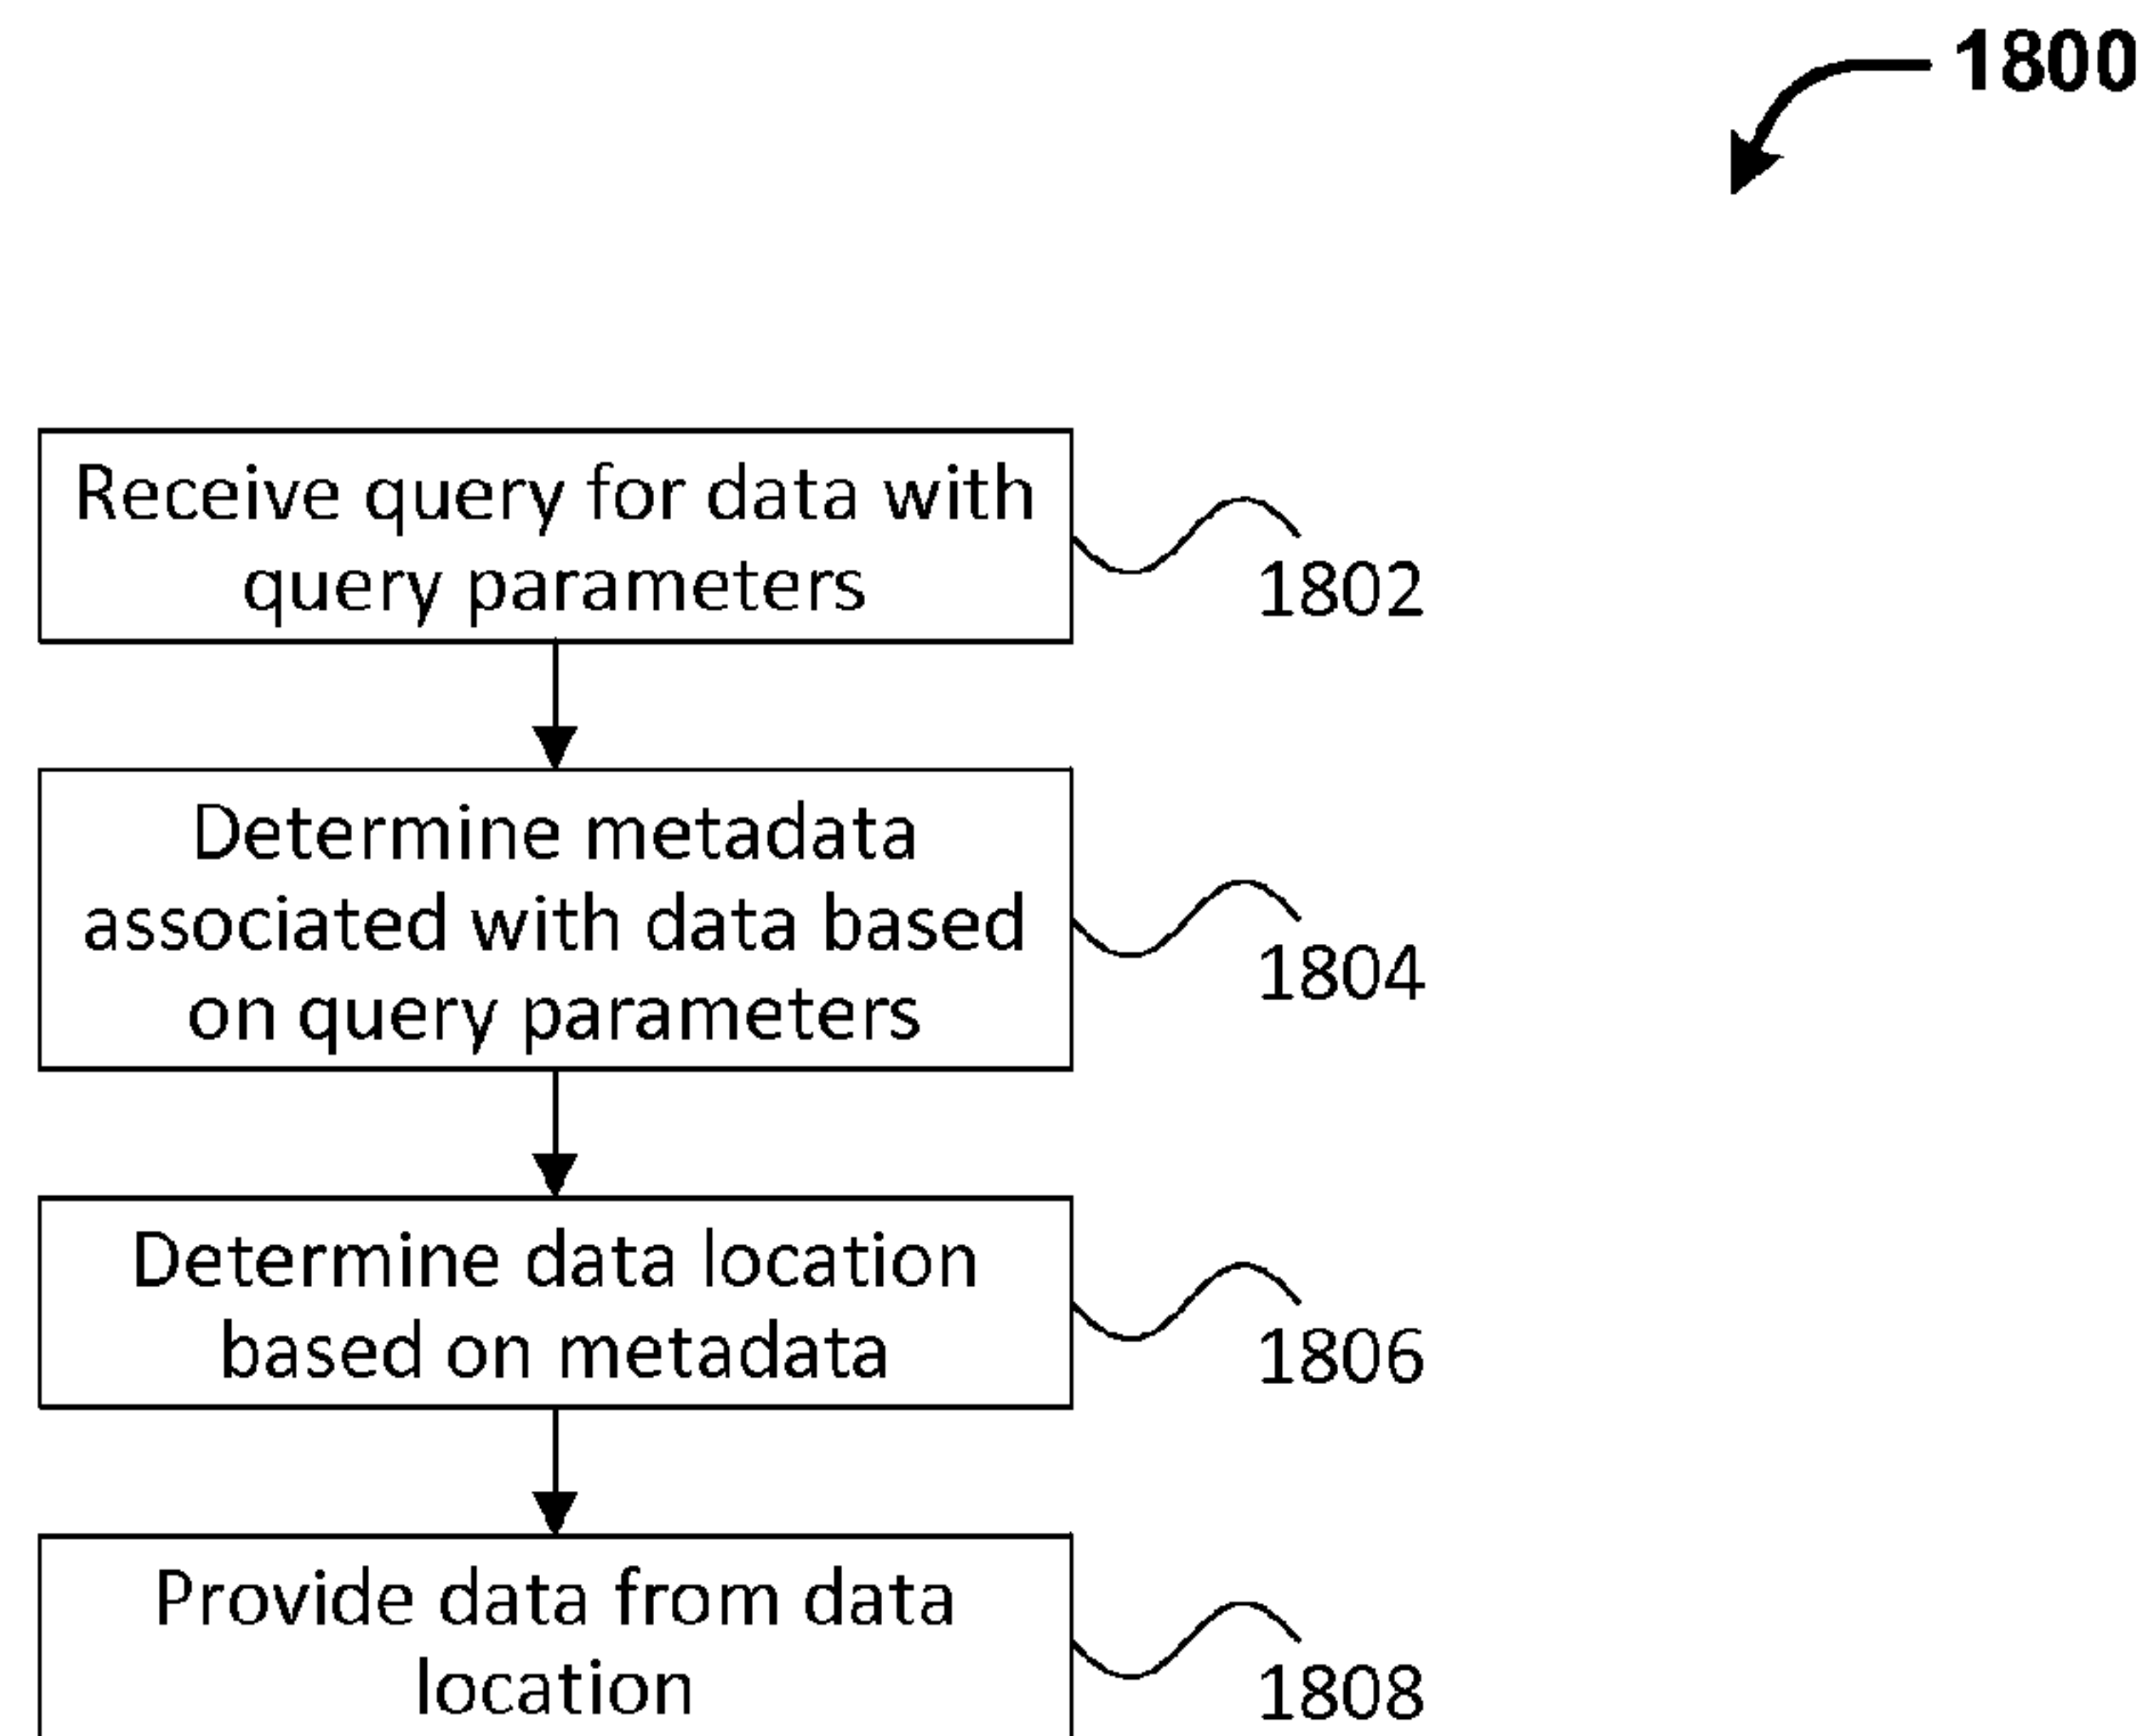 1800
Receive query for data with
query parameters
1802
Determine metadata
associated with data based
on query parameters
1804
Determine data location
based on metadata
1806
Provide data from data
location
1808